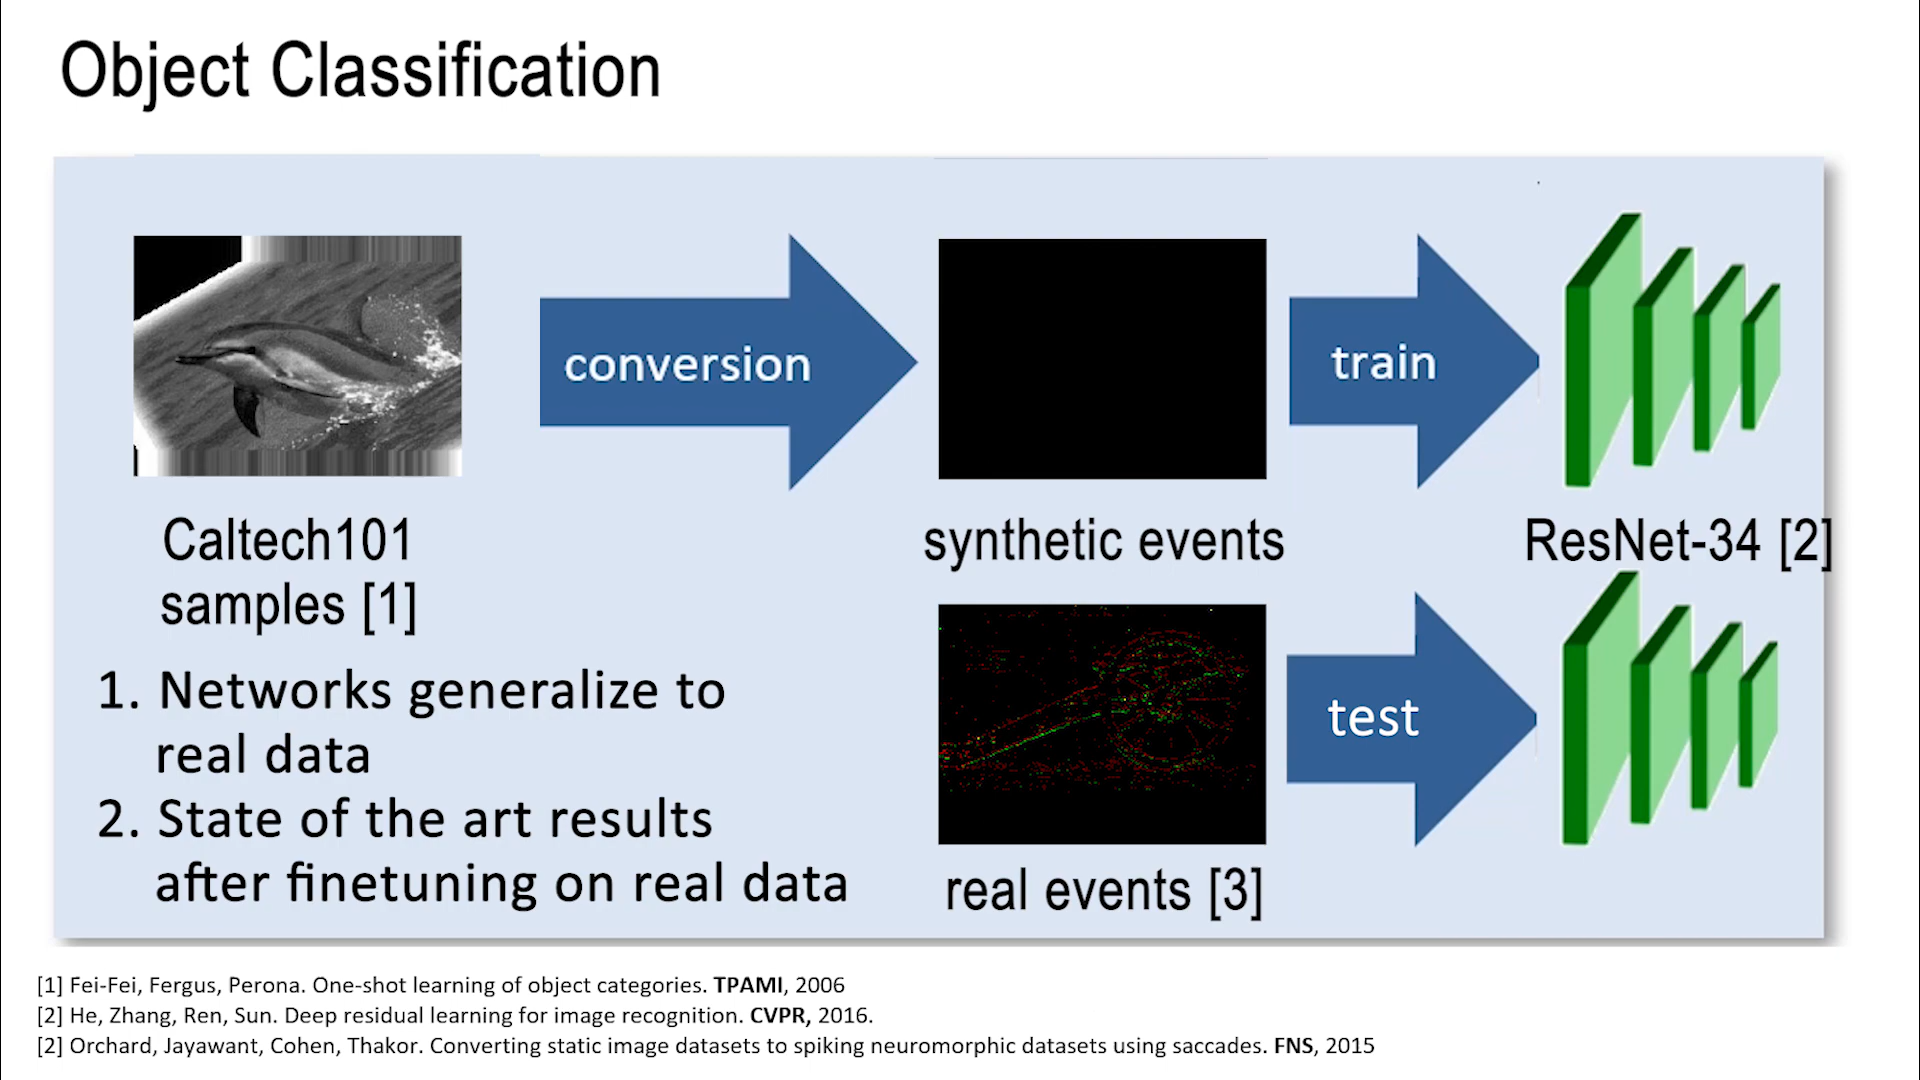 Object Classification
conversion
train
Caltech101
samples [1]
synthetic events
ResNet-34 [2]
1. Networks generalize to
real data
2. State of the art results
after finetuning on real data
test
real events [3]
[1] Fei-Fei, Fergus, Perona. One-shot learning of object categories. TPAMI, 2006
[2] He, Zhang, Ren, Sun. Deep residual learning for image recognition. CVPR, 2016.
[2] Orchard, Jayawant, Cohen, Thakor. Converting static image datasets to spiking neuromorphic datasets using saccades. FNS, 2015